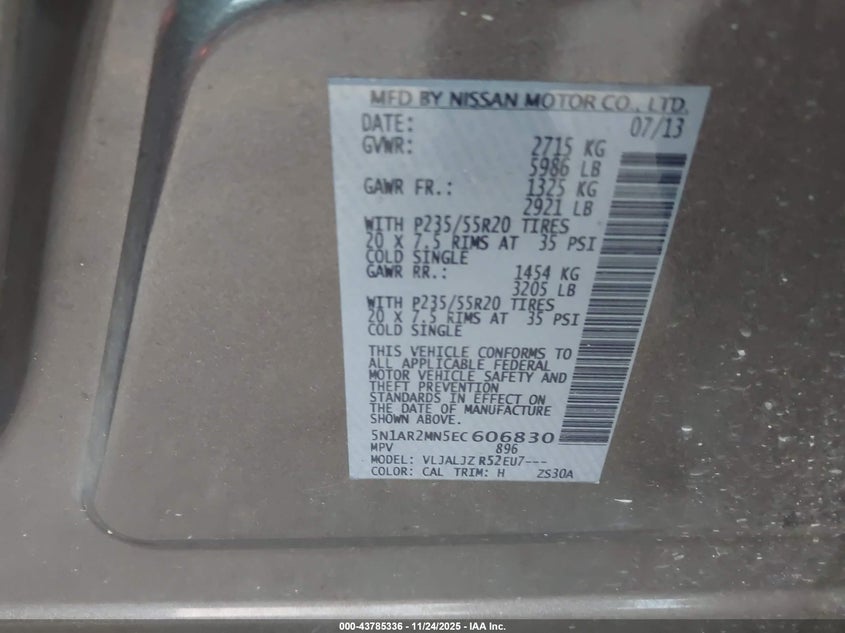 MFD BY NISSAN MOTOR CO., LTD.
DATE: 07/13
GVWR: 2715 KG
5986 LB
GAWR FR.: 1325 KG
2921 LB
WITH P235/55R20 TIRES
20 X 7.5 RIMS AT 35 PSI
COLD SINGLE
GAWR RR.: 1454 KG
3205 LB
WITH P235/55R20 TIRES
20 X 7.5 RIMS AT 35 PSI
COLD SINGLE
THIS VEHICLE CONFORMS TO
ALL APPLICABLE FEDERAL
MOTOR VEHICLE SAFETY AND
THEFT PREVENTION
STANDARDS IN EFFECT ON
THE DATE OF MANUFACTURE
SHOWN ABOVE.
5N1AR2MN5EC606830
MPV 896
MODEL: VLJALJZ R52EU7---
COLOR: CAL TRIM: H ZS30A
000-43785336 - 11/24/2025 - IAA Inc.